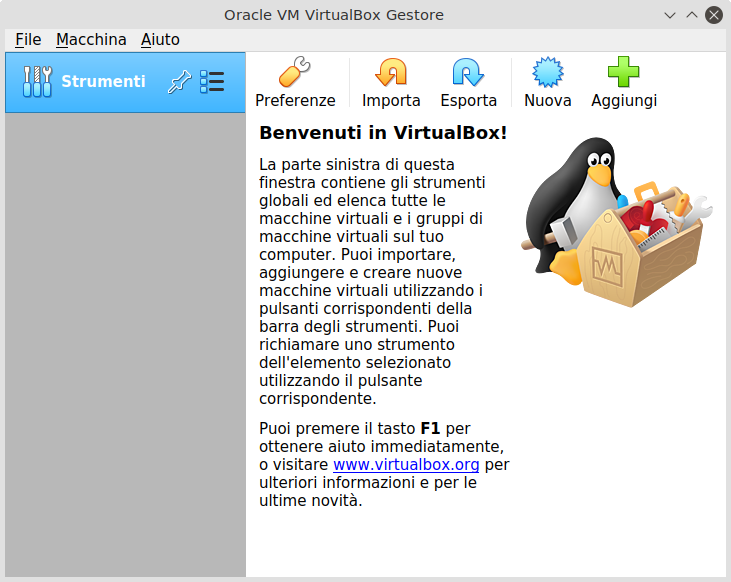 Oracle VM VirtualBox Gestore
File Macchina Aiuto
Strumenti
Preferenze Importa Esporta Nuova Aggiungi
Benvenuti in VirtualBox!
La parte sinistra di questa
finestra contiene gli strumenti
globali ed elenca tutte le
macchine virtuali e i gruppi di
macchine virtuali sul tuo
computer. Puoi importare,
aggiungere e creare nuove
macchine virtuali utilizzando i
pulsanti corrispondenti della
barra degli strumenti. Puoi
richiamare uno strumento
dell'elemento selezionato
utilizzando il pulsante
corrispondente.
Puoi premere il tasto F1 per
ottenere aiuto immediatamente,
o visitare www.virtualbox.org per
ulteriori informazioni e per le
ultime novità.